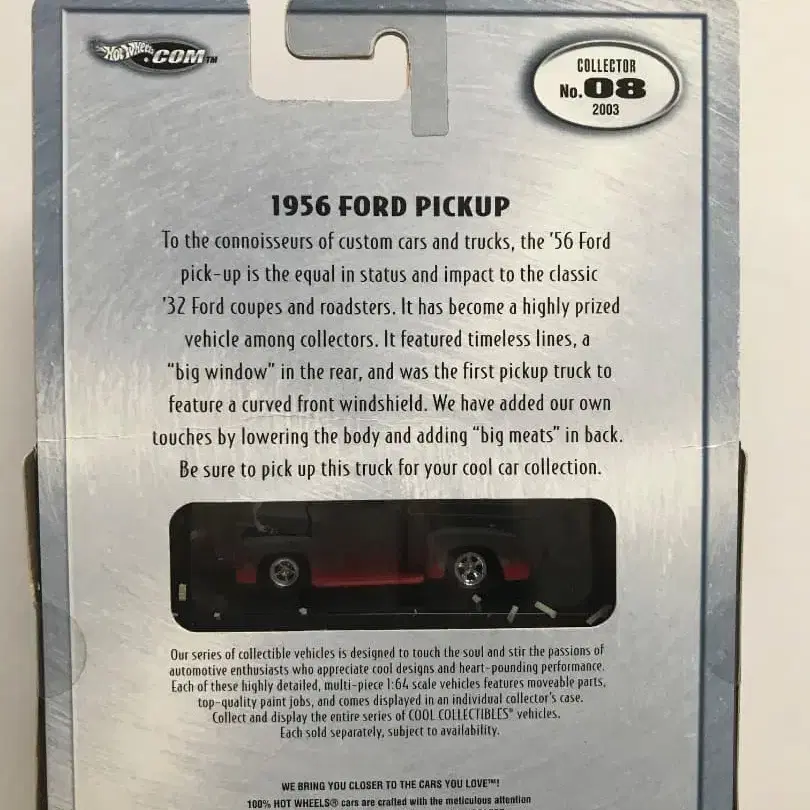 Hot Wheels.COM™
COLLECTOR
No.08
2003
1956 FORD PICKUP
To the connoisseurs of custom cars and trucks, the '56 Ford
pick-up is the equal in status and impact to the classic
'32 Ford coupes and roadsters. It has become a highly prized
vehicle among collectors. It featured timeless lines, a
“big window” in the rear, and was the first pickup truck to
feature a curved front windshield. We have added our own
touches by lowering the body and adding “big meats” in back.
Be sure to pick up this truck for your cool car collection.
Our series of collectible vehicles is designed to touch the soul and stir the passions of
automotive enthusiasts who appreciate cool designs and heart-pounding performance.
Each of these highly detailed, multi-piece 1:64 scale vehicles features moveable parts,
top-quality paint jobs, and comes displayed in an individual collector's case.
Collect and display the entire series of COOL COLLECTIBLES® vehicles.
Each sold separately, subject to availability.
WE BRING YOU CLOSER TO THE CARS YOU LOVE™!
100% HOT WHEELS® cars are crafted with the meticulous attention